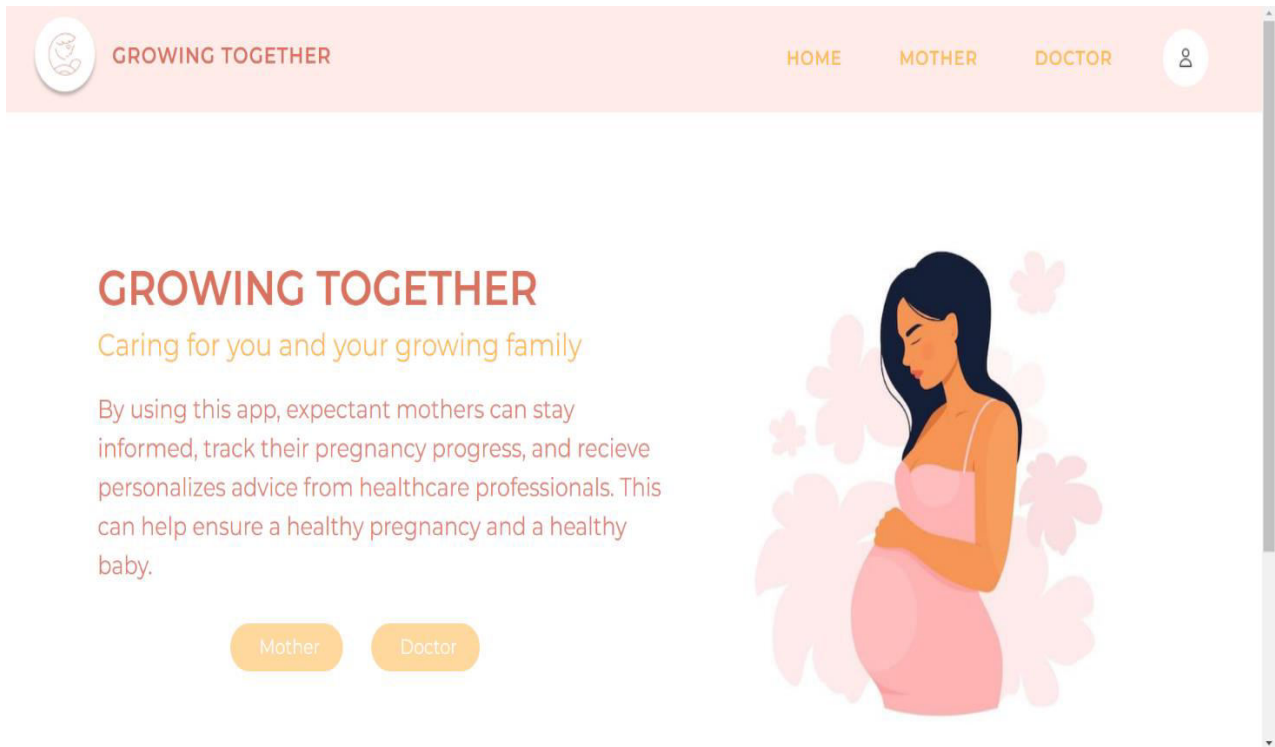 GROWING TOGETHER
HOME
MOTHER
DOCTOR
GROWING TOGETHER
Caring for you and your growing family
By using this app, expectant mothers can stay
informed, track their pregnancy progress, and recieve
personalizes advice from healthcare professionals. This
can help ensure a healthy pregnancy and a healthy
baby.
Mother
Doctor